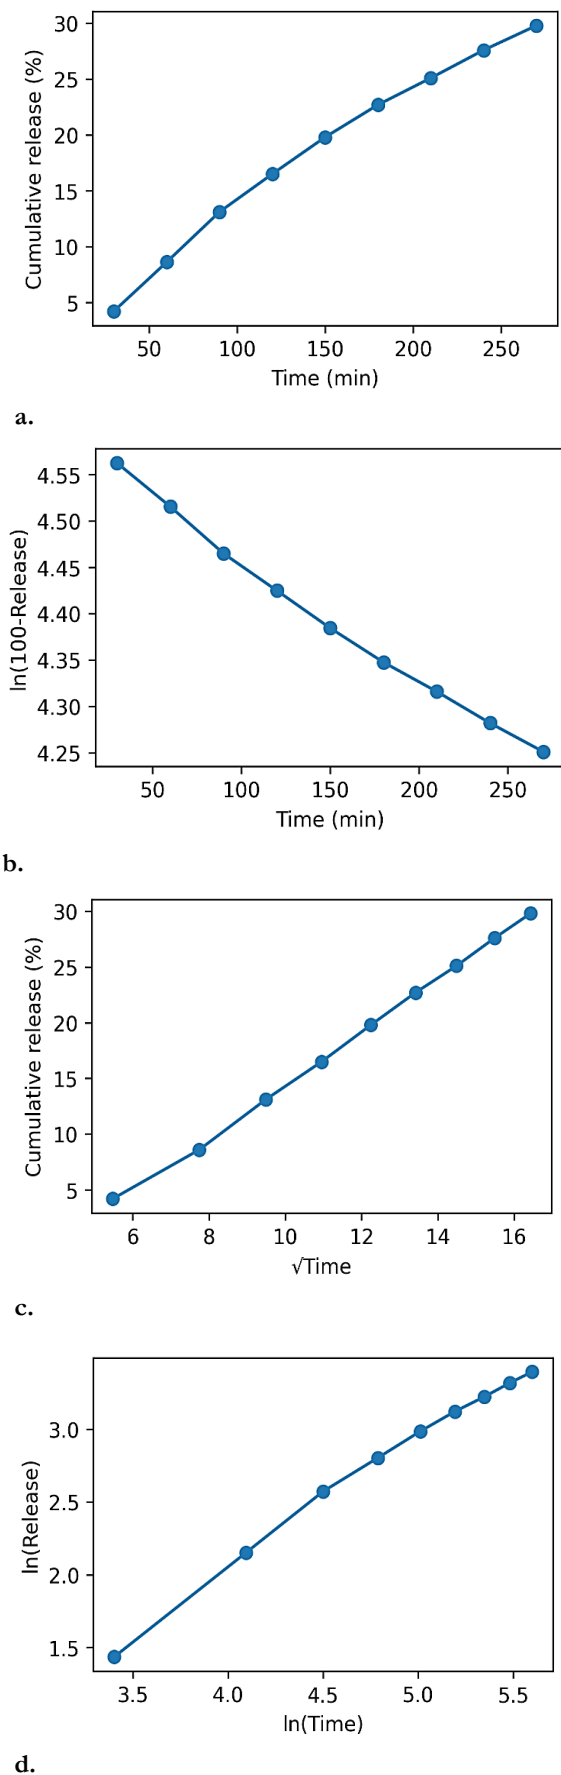 30
25
20
15
10
5
Cumulative release (%)
50 100 150 200 250
Time (min)
a.
4.55
4.50
4.45
4.40
4.35
4.30
4.25
ln(100-Release)
50 100 150 200 250
Time (min)
b.
30
25
20
15
10
5
Cumulative release (%)
6 8 10 12 14 16
√Time
c.
3.0
2.5
2.0
1.5
ln(Release)
3.5 4.0 4.5 5.0 5.5
ln(Time)
d.